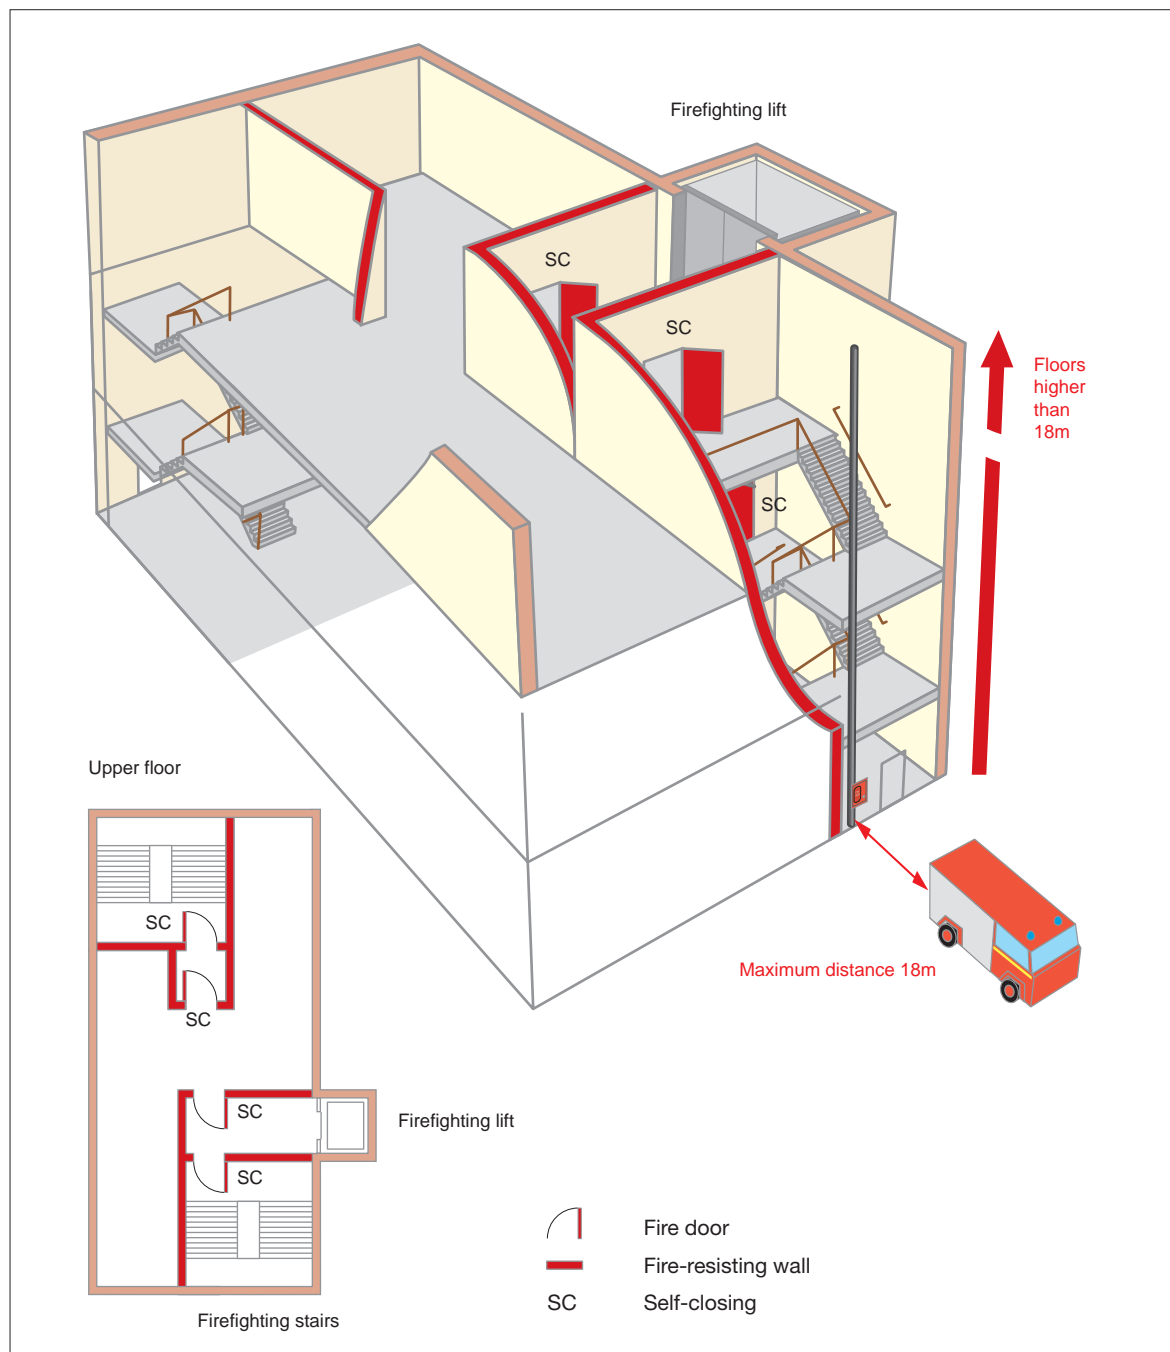 Firefighting lift
SC
SC
Floors
higher
than
18m
SC
Upper floor
SC
SC
Maximum distance 18m
SC
Firefighting lift
SC
Fire door
Fire-resisting wall
SC Self-closing
Firefighting stairs